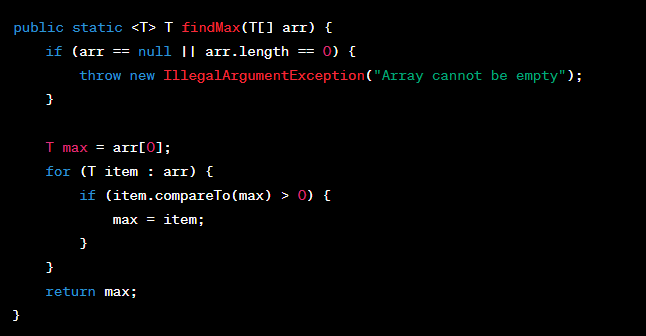 public static <T> T findMax(T[] arr) {
    if (arr == null || arr.length == 0) {
        throw new IllegalArgumentException("Array cannot be empty");
    }

    T max = arr[0];
    for (T item : arr) {
        if (item.compareTo(max) > 0) {
            max = item;
        }
    }
    return max;
}